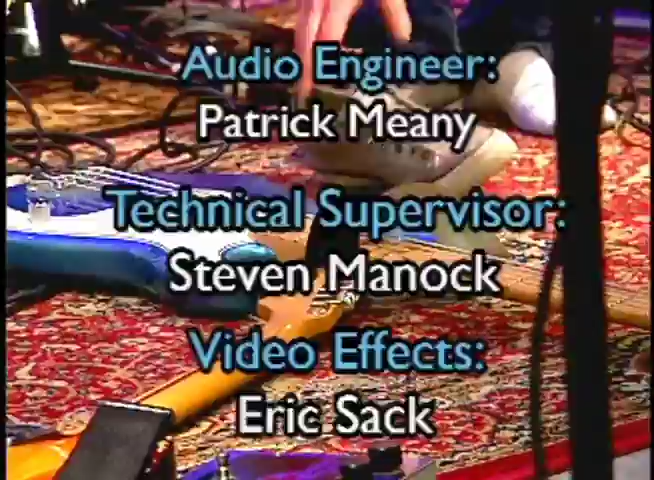 Audio Engineer:
Patrick Meany
Technical Supervisor:
Steven Manock
Video Effects:
Eric Sack